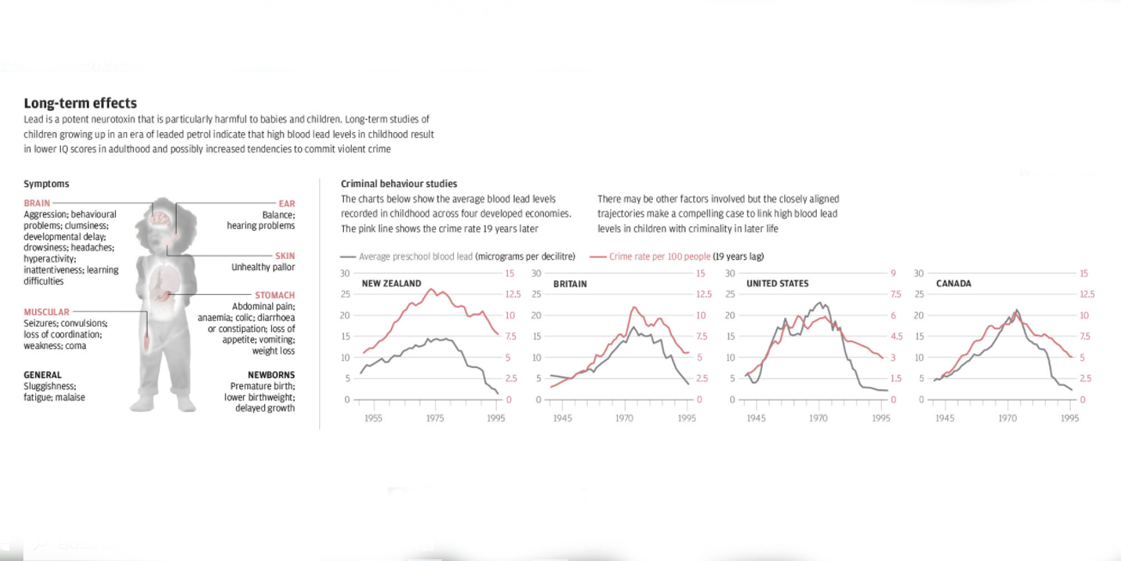 Long-term effects
Lead is a potent neurotoxin that is particularly harmful to babies and children. Long-term studies of
children growing up in an era of leaded petrol indicate that high blood lead levels in childhood result
in lower IQ scores in adulthood and possibly increased tendencies to commit violent crime
Symptoms
BRAIN
Aggression; behavioural
problems; clumsiness;
developmental delay;
drowsiness; headaches;
hyperactivity;
inattentiveness; learning
difficulties
MUSCULAR
Seizures; convulsions;
loss of coordination;
weakness; coma
GENERAL
Sluggishness;
fatigue; malaise
EAR
Balance;
hearing problems
SKIN
Unhealthy pallor
STOMACH
Abdominal pain;
anaemia; colic; diarrhoea
or constipation; loss of
appetite; vomiting;
weight loss
NEWBORNS
Premature birth;
lower birthweight;
delayed growth
Criminal behaviour studies
The charts below show the average blood lead levels
recorded in childhood across four developed economies.
The pink line shows the crime rate 19 years later
There may be other factors involved but the closely aligned
trajectories make a compelling case to link high blood lead
levels in children with criminality in later life
Average preschool blood lead (micrograms per decilitre)
Crime rate per 100 people (19 years lag)
NEW ZEALAND
30
25
20
15
10
5
0
15
12.5
10
7.5
5
2.5
0
1955 1975 1995
BRITAIN
30
25
20
15
10
5
0
15
12.5
10
7.5
5
2.5
0
1945 1970 1995
UNITED STATES
30
25
20
15
10
5
0
9
7.5
6
4.5
3
1.5
0
1945 1970 1995
CANADA
30
25
20
15
10
5
0
15
12.5
10
7.5
5
2.5
0
1945 1970 1995